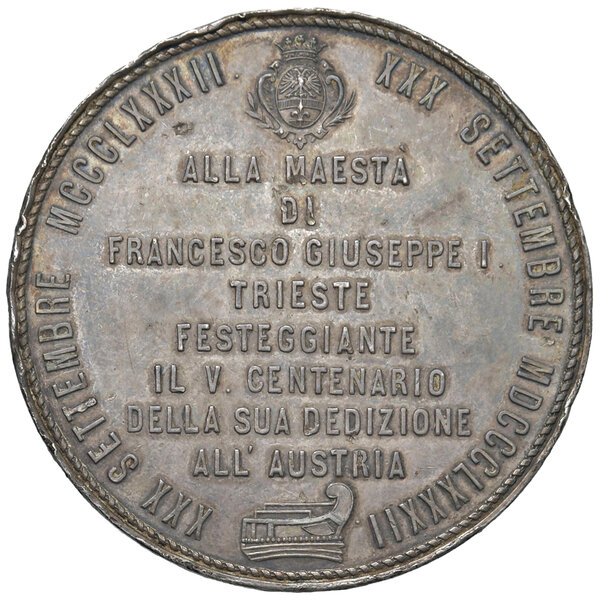 XXX SETTEMBRE MCCCLXXXII
XXX SETTEMBRE MDCCCLXXXII
ALLA MAESTA
DI
FRANCESCO GIUSEPPE I
TRIESTE
FESTEGGIANTE
IL V. CENTENARIO
DELLA SUA DEDIZIONE
ALL' AUSTRIA